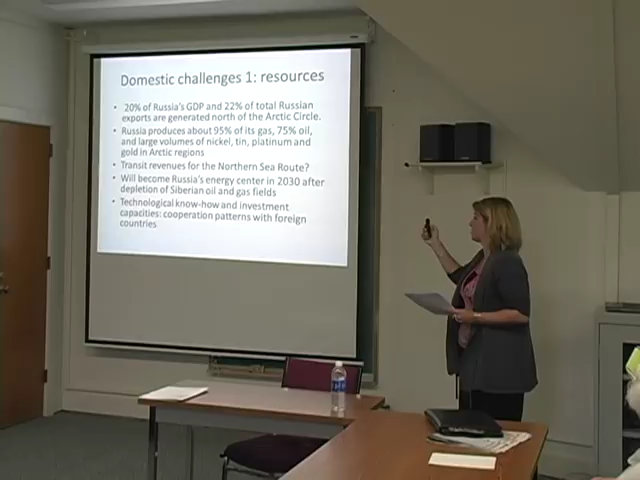 Domestic challenges 1: resources
• 20% of Russia's GDP and 22% of total Russian
exports are generated north of the Arctic Circle.
• Russia produces about 95% of its gas, 75% oil,
and large volumes of nickel, tin, platinum and
gold in Arctic regions
• Transit revenues for the Northern Sea Route?
• Will become Russia's energy center in 2030 after
depletion of Siberian oil and gas fields
• Technological know-how and investment
capacities: cooperation patterns with foreign
countries